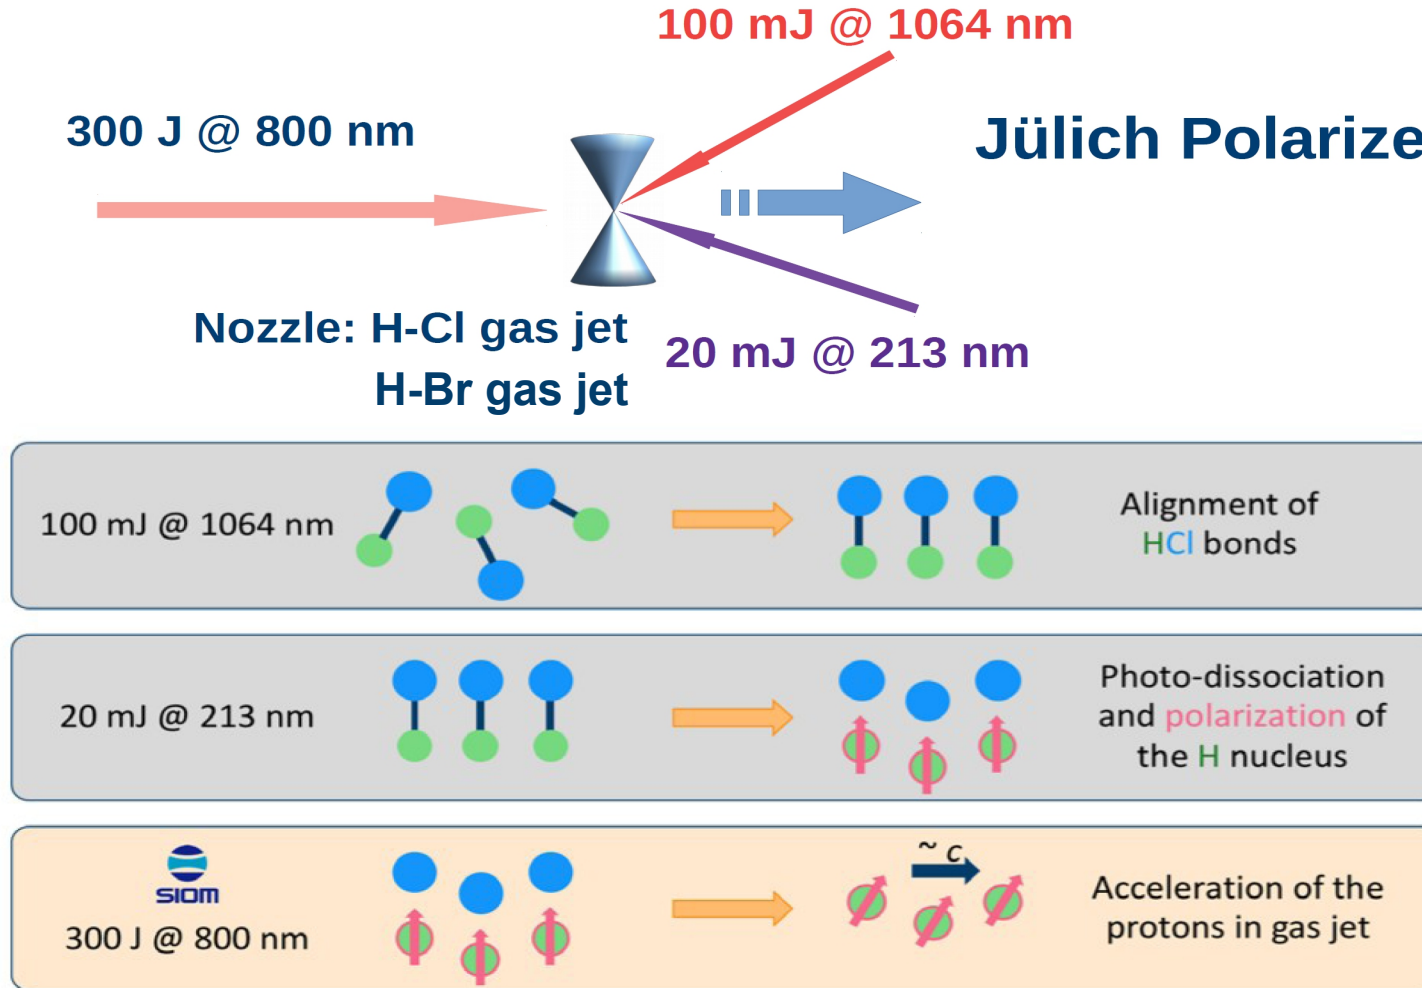 100 mJ @ 1064 nm
300 J @ 800 nm
Jülich Polarize
Nozzle: H-Cl gas jet
H-Br gas jet
20 mJ @ 213 nm
100 mJ @ 1064 nm
Alignment of
HCl bonds
20 mJ @ 213 nm
Photo-dissociation
and polarization of
the H nucleus
SIOM
300 J @ 800 nm
~ c
Acceleration of the
protons in gas jet